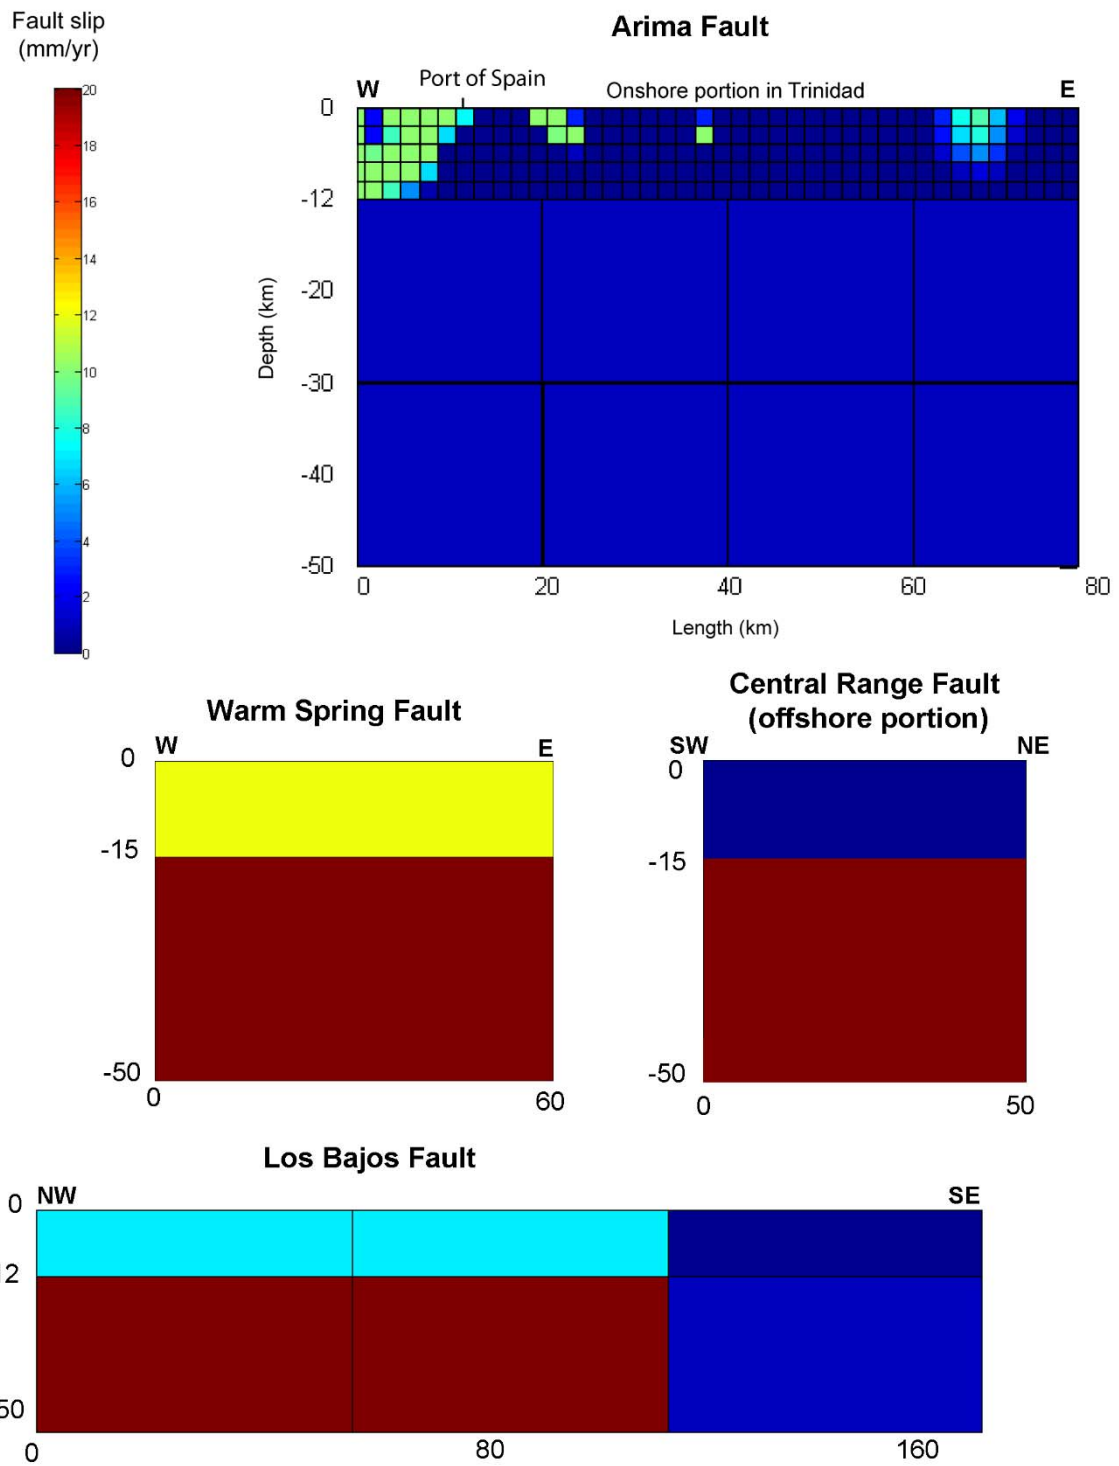 Fault slip
(mm/yr)
20
18
16
14
12
10
8
6
4
2
0
Arima Fault
W
Port of Spain
Onshore portion in Trinidad
E
0
-12
-20
-30
-40
-50
Depth (km)
0
20
40
60
80
Length (km)
Warm Spring Fault
W
E
0
-15
-50
0
60
Central Range Fault
(offshore portion)
SW
NE
0
-15
-50
0
50
Los Bajos Fault
NW
SE
0
2
50
0
80
160